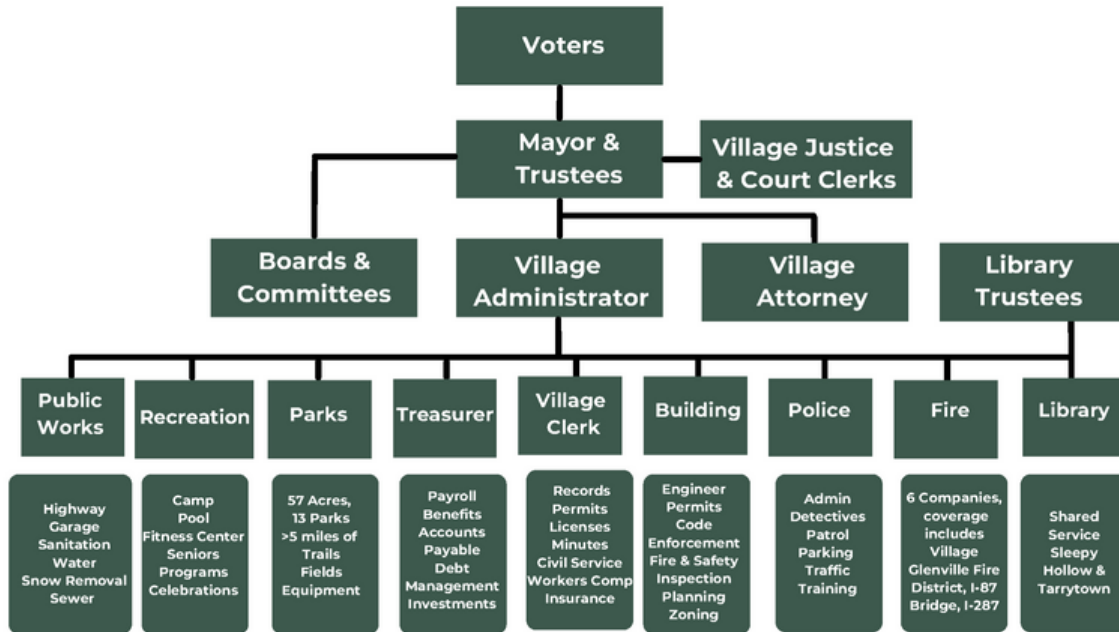 Voters
Mayor &
Trustees
Village Justice
& Court Clerks
Boards &
Committees
Village
Administrator
Village
Attorney
Library
Trustees
Public
Works
Recreation
Parks
Treasurer
Village
Clerk
Building
Police
Fire
Library
Highway
Garage
Sanitation
Water
Snow Removal
Sewer
Camp
Pool
Fitness Center
Seniors
Programs
Celebrations
57 Acres,
13 Parks
>5 miles of
Trails
Fields
Equipment
Payroll
Benefits
Accounts
Payable
Debt
Management
Investments
Records
Permits
Licenses
Minutes
Civil Service
Workers Comp
Insurance
Engineer
Permits
Code
Enforcement
Fire & Safety
Inspection
Planning
Zoning
Admin
Detectives
Patrol
Parking
Traffic
Training
6 Companies,
coverage
includes
Village
Glenville Fire
District, I-87
Bridge, I-287
Shared
Service
Sleepy
Hollow &
Tarrytown